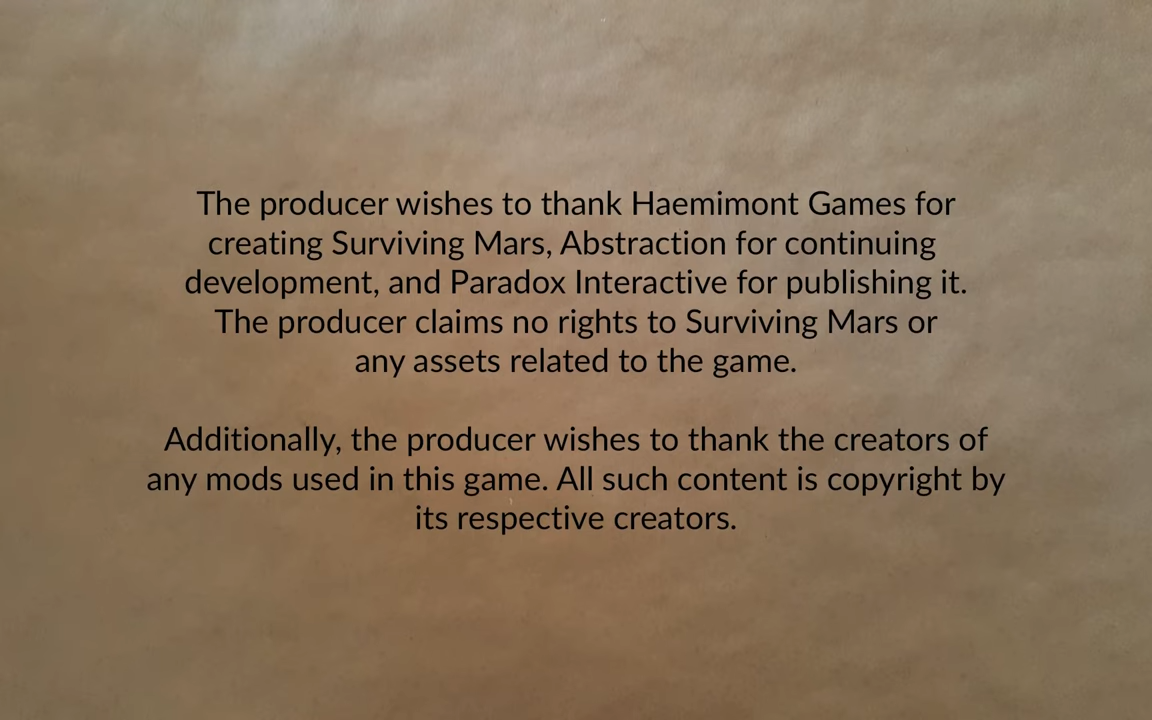 The producer wishes to thank Haemimont Games for
creating Surviving Mars, Abstraction for continuing
development, and Paradox Interactive for publishing it.
The producer claims no rights to Surviving Mars or
any assets related to the game.
Additionally, the producer wishes to thank the creators of
any mods used in this game. All such content is copyright by
its respective creators.